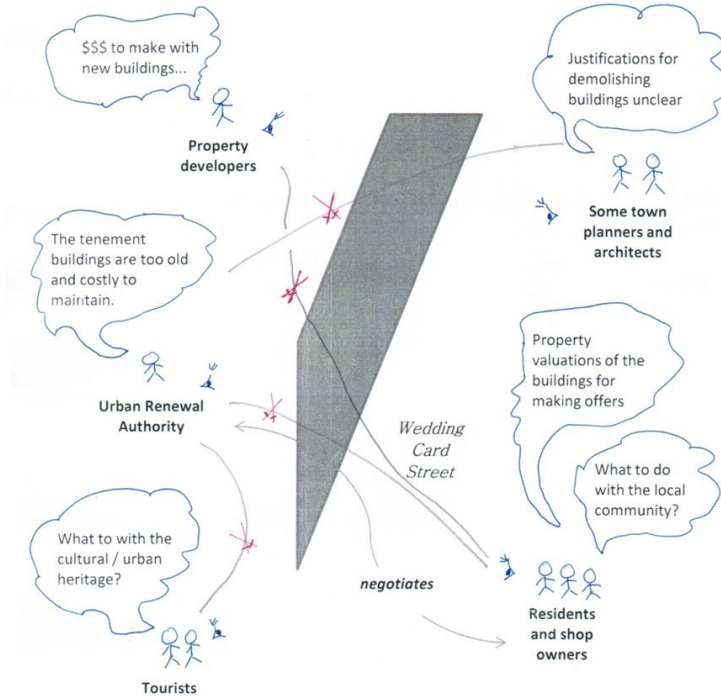 $$$ to make with
new buildings...
Property
developers
Justifications for
demolishing
buildings unclear
Some town
planners and
architects
The tenement
buildings are too old
and costly to
maintain.
Urban Renewal
Authority
Property
valuations of the
buildings for
making offers
Wedding
Card
Street
What to do
with the local
community?
What to with the
cultural / urban
heritage?
negotiates
Residents
and shop
owners
Tourists